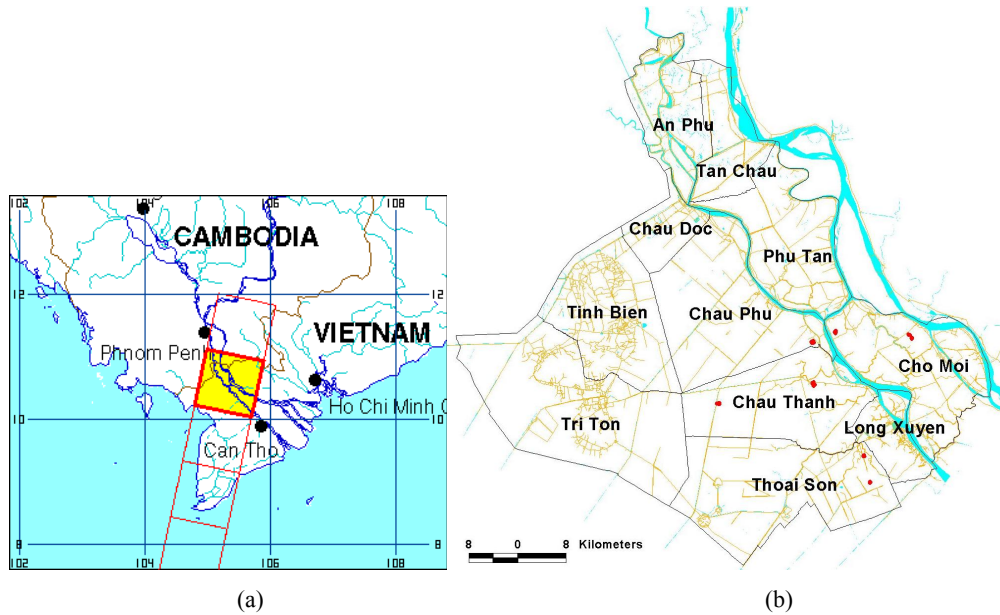 102 104 106 108
CAMBODIA
12 12
VIETNAM
Phnom Penh
Ho Chi Minh C
10 10
Can Tho
8 8
102 104 106 108
(a)
An Phu
Tan Chau
Chau Doc
Phu Tan
Tinh Bien
Chau Phu
Cho Moi
Chau Thanh
Tri Ton
Long Xuyen
Thoai Son
8 0 8 Kilometers
(b)